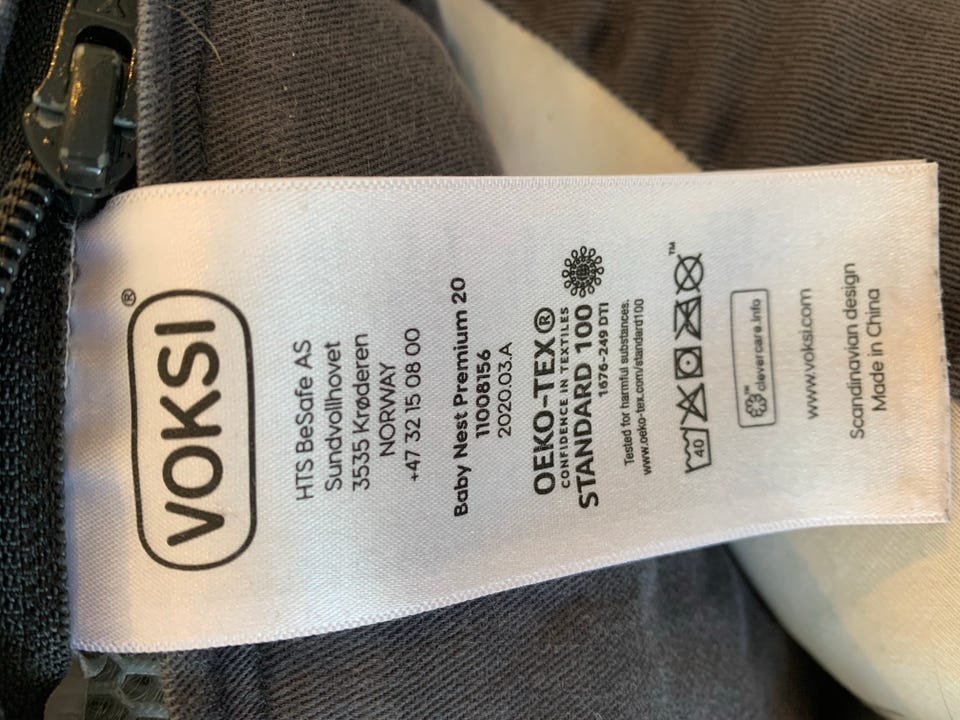 VOKSI®
HTS BeSafe AS
Sundvollhovet
3535 Krøderen
NORWAY
+47 32 15 08 00
Baby Nest Premium 20
11008156
2020.03.A
OEKO-TEX®
CONFIDENCE IN TEXTILES
STANDARD 100
1676-249 DTI
Tested for harmful substances.
www.oeko-tex.com/standard100
40 ™
clevercare.info
www.voksi.com
Scandinavian design
Made in China